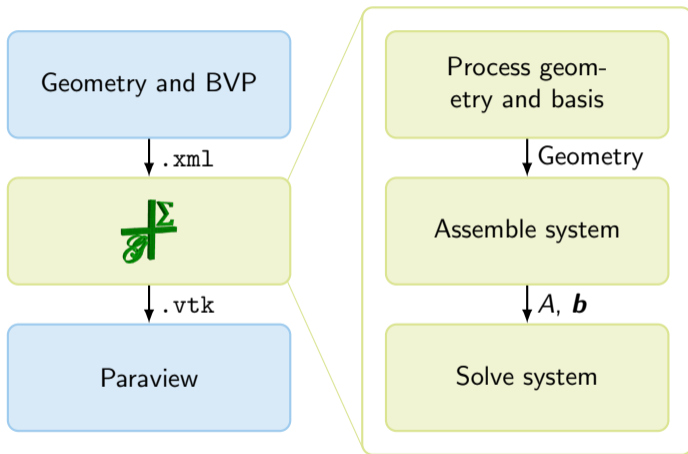 Geometry and BVP
.xml
𝒢 Σ
.vtk
Paraview
Process geom-
etry and basis
Geometry
Assemble system
A, b
Solve system